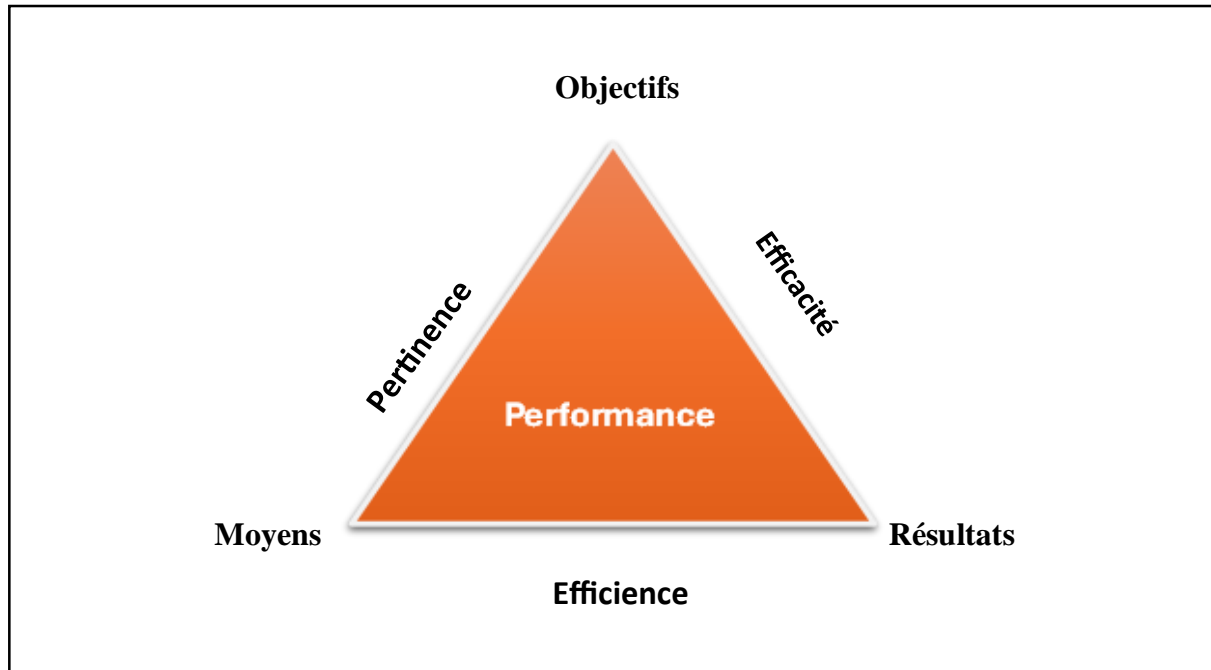 Objectifs
Efficacité
Pertinence
Performance
Moyens
Résultats
Efficience